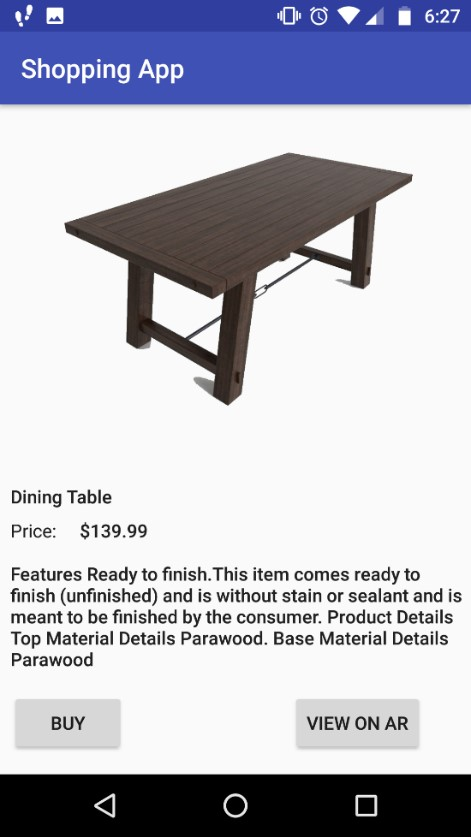 6:27
Shopping App
Dining Table
Price: $139.99
Features Ready to finish.This item comes ready to
finish (unfinished) and is without stain or sealant and is
meant to be finished by the consumer. Product Details
Top Material Details Parawood. Base Material Details
Parawood
BUY
VIEW ON AR